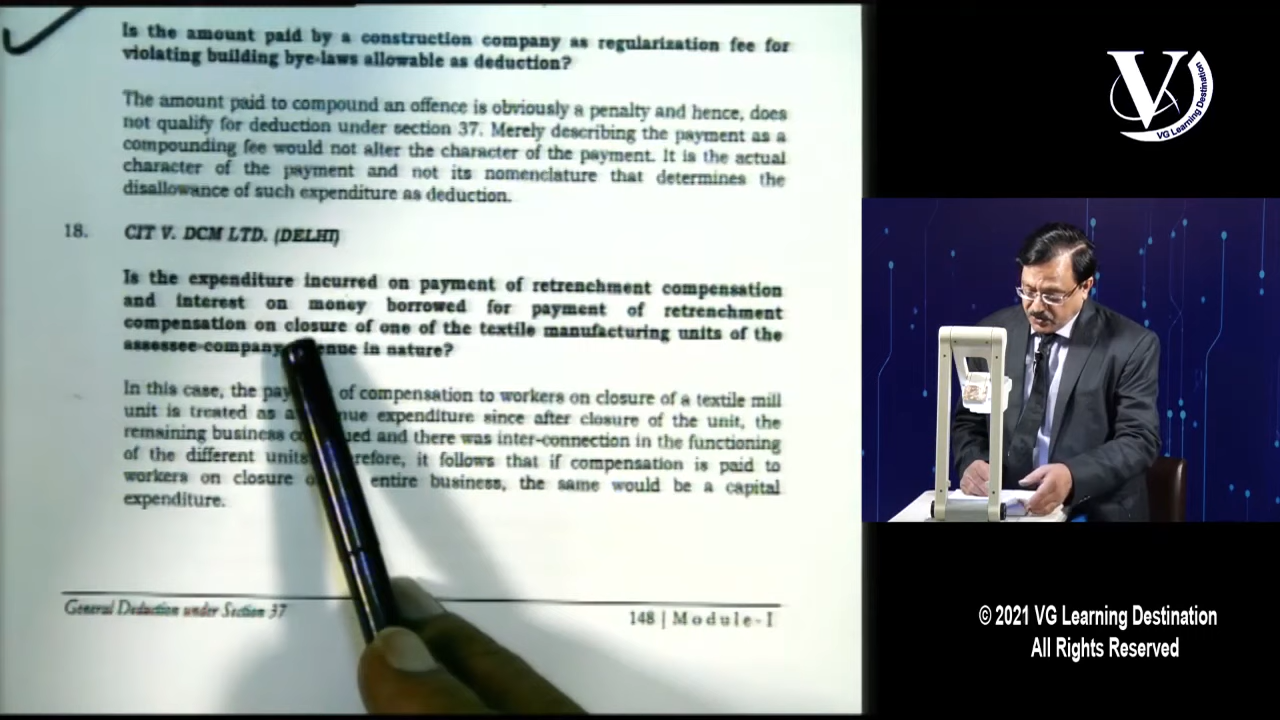 Is the amount paid by a construction company as regularization fee for
violating building bye-laws allowable as deduction?
The amount paid to compound an offence is obviously a penalty and hence, does
not qualify for deduction under section 37. Merely describing the payment as a
compounding fee would not alter the character of the payment. It is the actual
character of the payment and not its nomenclature that determines the
disallowance of such expenditure as deduction.
18. CIT V. DCM LTD. (DELHI)
Is the expenditure incurred on payment of retrenchment compensation
and interest on money borrowed for payment of retrenchment
compensation on closure of one of the textile manufacturing units of the
assessee-company in nature?
In this case, the of compensation to workers on closure of a textile mill
unit is treated as a expenditure since after closure of the unit, the
remaining business and there was inter-connection in the functioning
of the different units it follows that if compensation is paid to
workers on closure entire business, the same would be a capital
expenditure.
General Deduction under Section 37
148 | Module-I
V
VG Learning Destination
© 2021 VG Learning Destination
All Rights Reserved